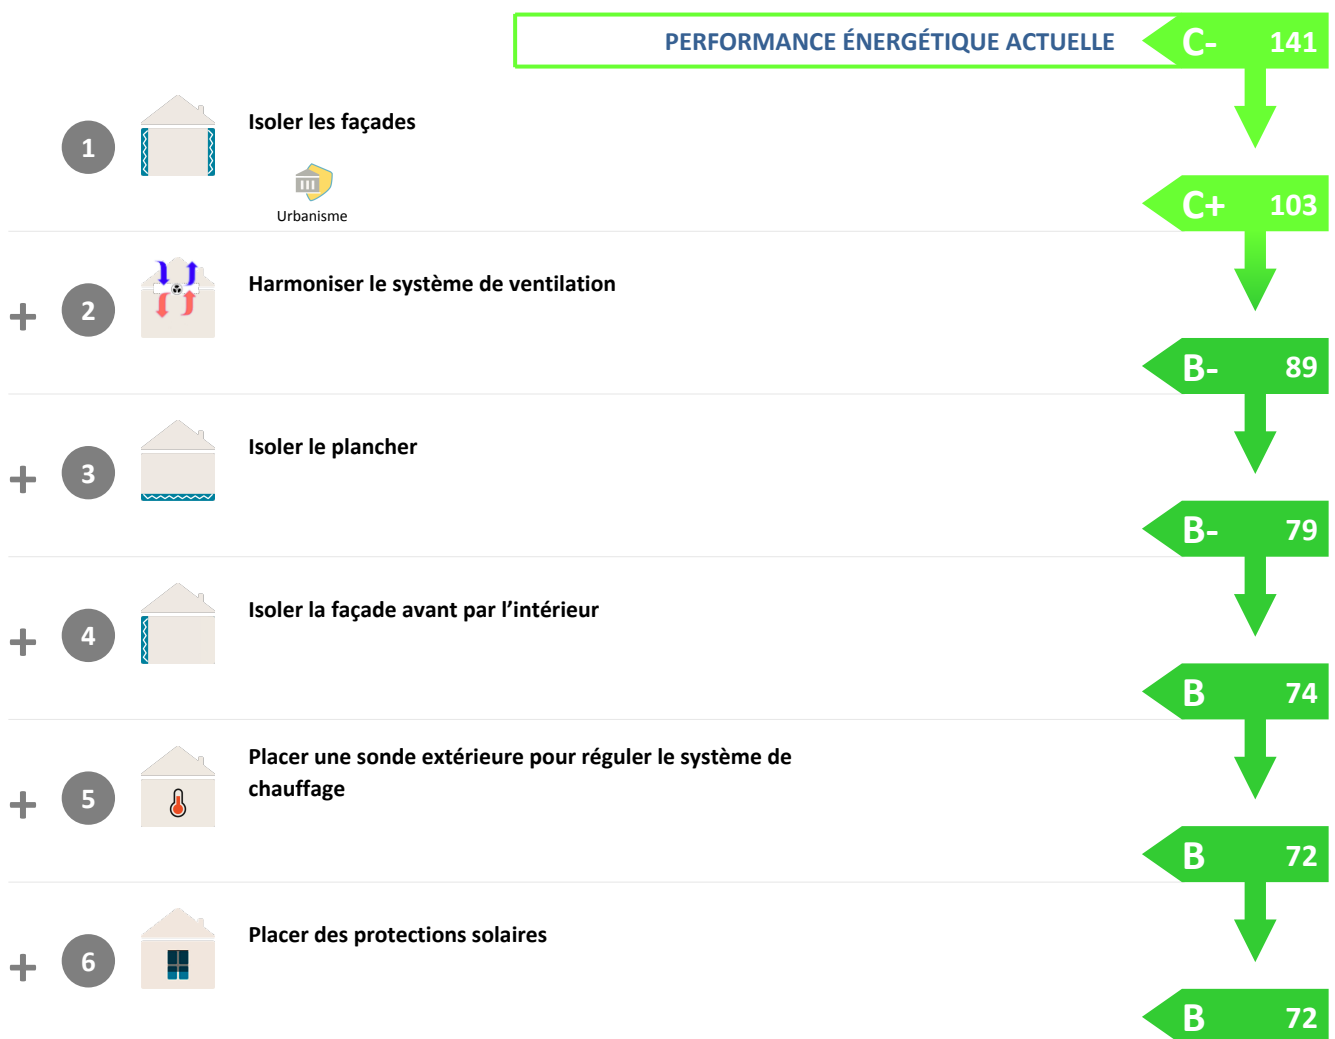 PERFORMANCE ÉNERGÉTIQUE ACTUELLE C- 141
1 Isoler les façades
Urbanisme
C+ 103
+ 2 Harmoniser le système de ventilation
B- 89
+ 3 Isoler le plancher
B- 79
+ 4 Isoler la façade avant par l’intérieur
B 74
Placer une sonde extérieure pour réguler le système de
+ 5 chauffage
B 72
+ 6 Placer des protections solaires
B 72